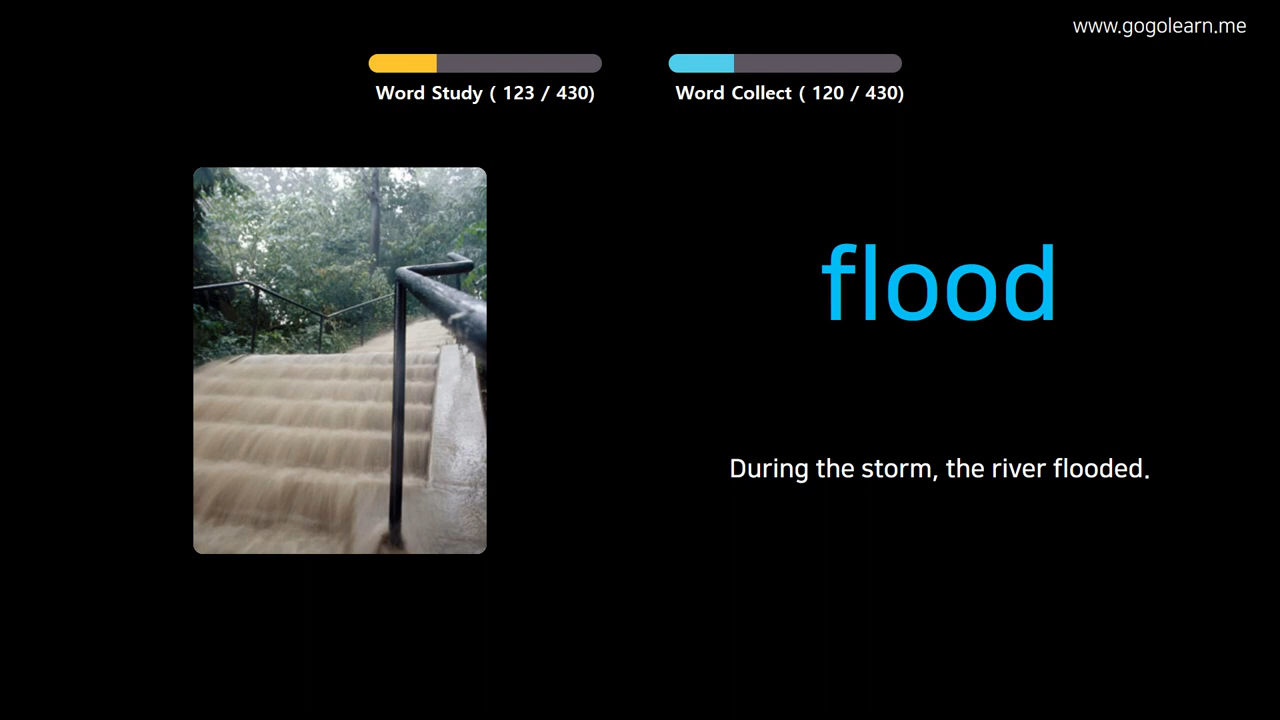 www.gogolearn.me
Word Study ( 123 / 430)
Word Collect ( 120 / 430)
flood
During the storm, the river flooded.